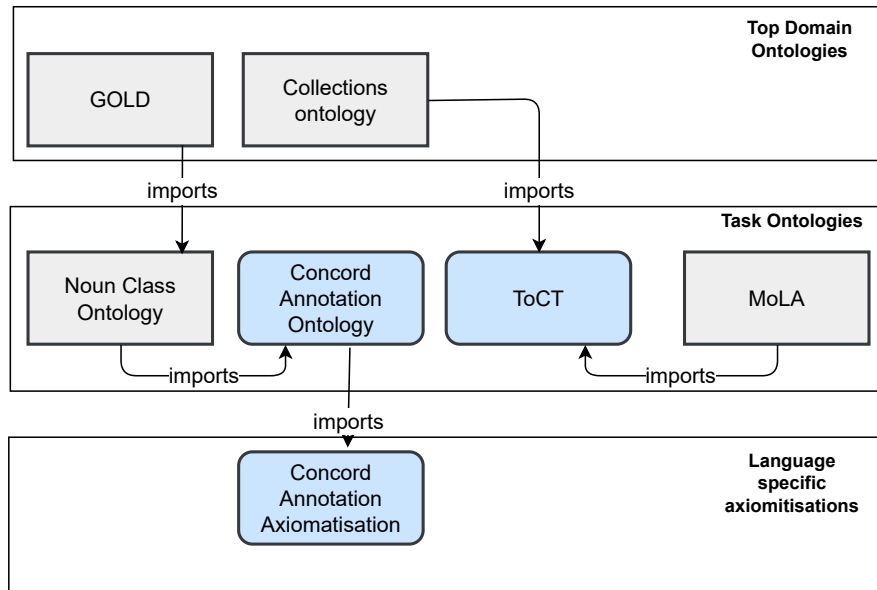 Top Domain
Ontologies
GOLD
Collections
ontology
imports
imports
Task Ontologies
Noun Class
Ontology
Concord
Annotation
Ontology
ToCT
MoLA
imports
imports
imports
Language
specific
axiomitisations
Concord
Annotation
Axiomatisation